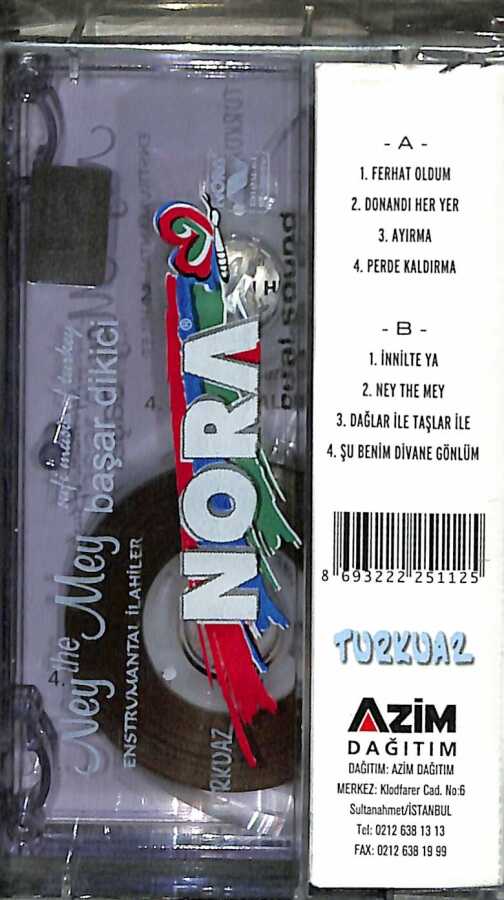 - A -
1. FERHAT OLDUM
2. DONANDI HER YER
3. AYIRMA
4. PERDE KALDIRMA
- B -
1. İNNİLTE YA
2. NEY THE MEY
3. DAĞLAR İLE TAŞLAR İLE
4. ŞU BENİM DİVANE GÖNLÜM
8 693222 251125
TURKUAZ
AZİM
DAĞITIM
DAĞITIM: AZİM DAĞITIM
MERKEZ: Klodfarer Cad. No:6
Sultanahmet/İSTANBUL
Tel: 0212 638 13 13
FAX: 0212 638 19 99
Ney the Mey
başar dikici
ENSTRUMANTAL İLAHİLER
NORA
®
4.
4.
RKUAZ